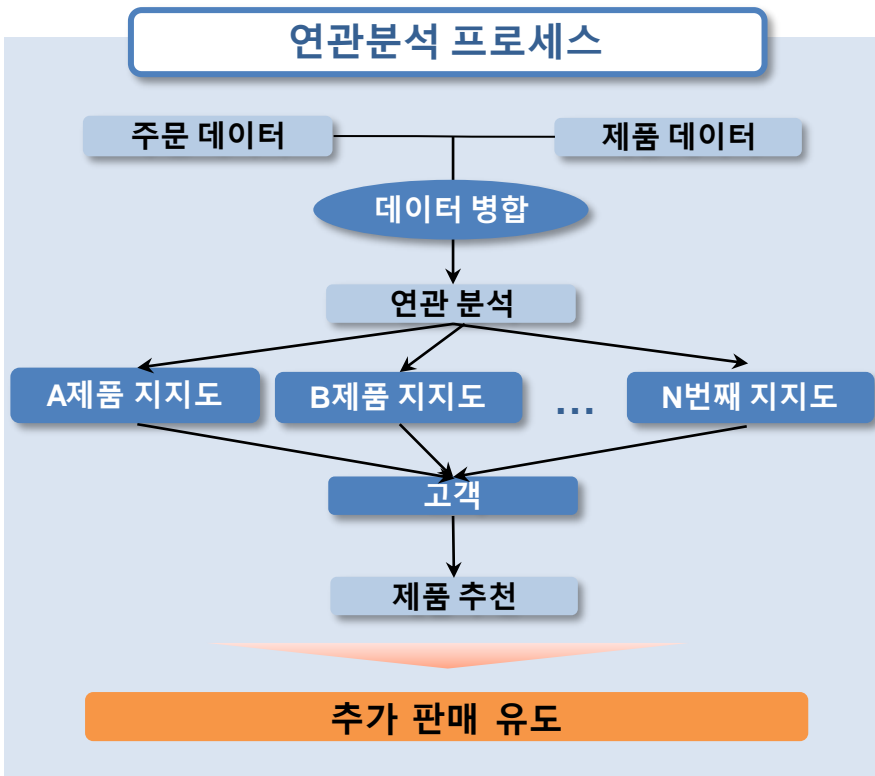 연관분석 프로세스
주문 데이터
제품 데이터
데이터 병합
연관 분석
A제품 지지도
B제품 지지도
...
N번째 지지도
고객
제품 추천
추가 판매 유도